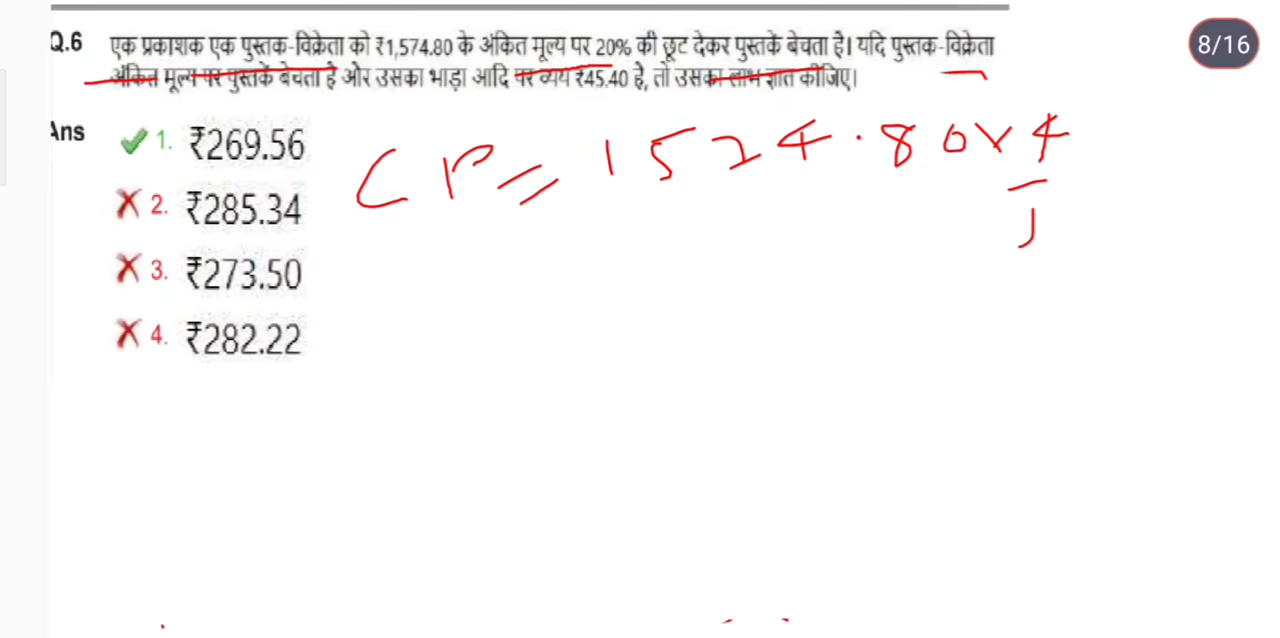 8/16
Q.6 एक प्रकाशक एक पुस्तक-विक्रेता को ₹1,574.80 के अंकित मूल्य पर 20% की छूट देकर पुस्तकें बेचता है। यदि पुस्तक-विक्रेता
अंकित मूल्य पर पुस्तकें बेचता है और उसका भाड़ा आदि पर व्यय ₹45.40 है, तो उसका लाभ ज्ञात कीजिए।
Ans 1. ₹269.56
2. ₹285.34
3. ₹273.50
4. ₹282.22
CP = 1524.80×4